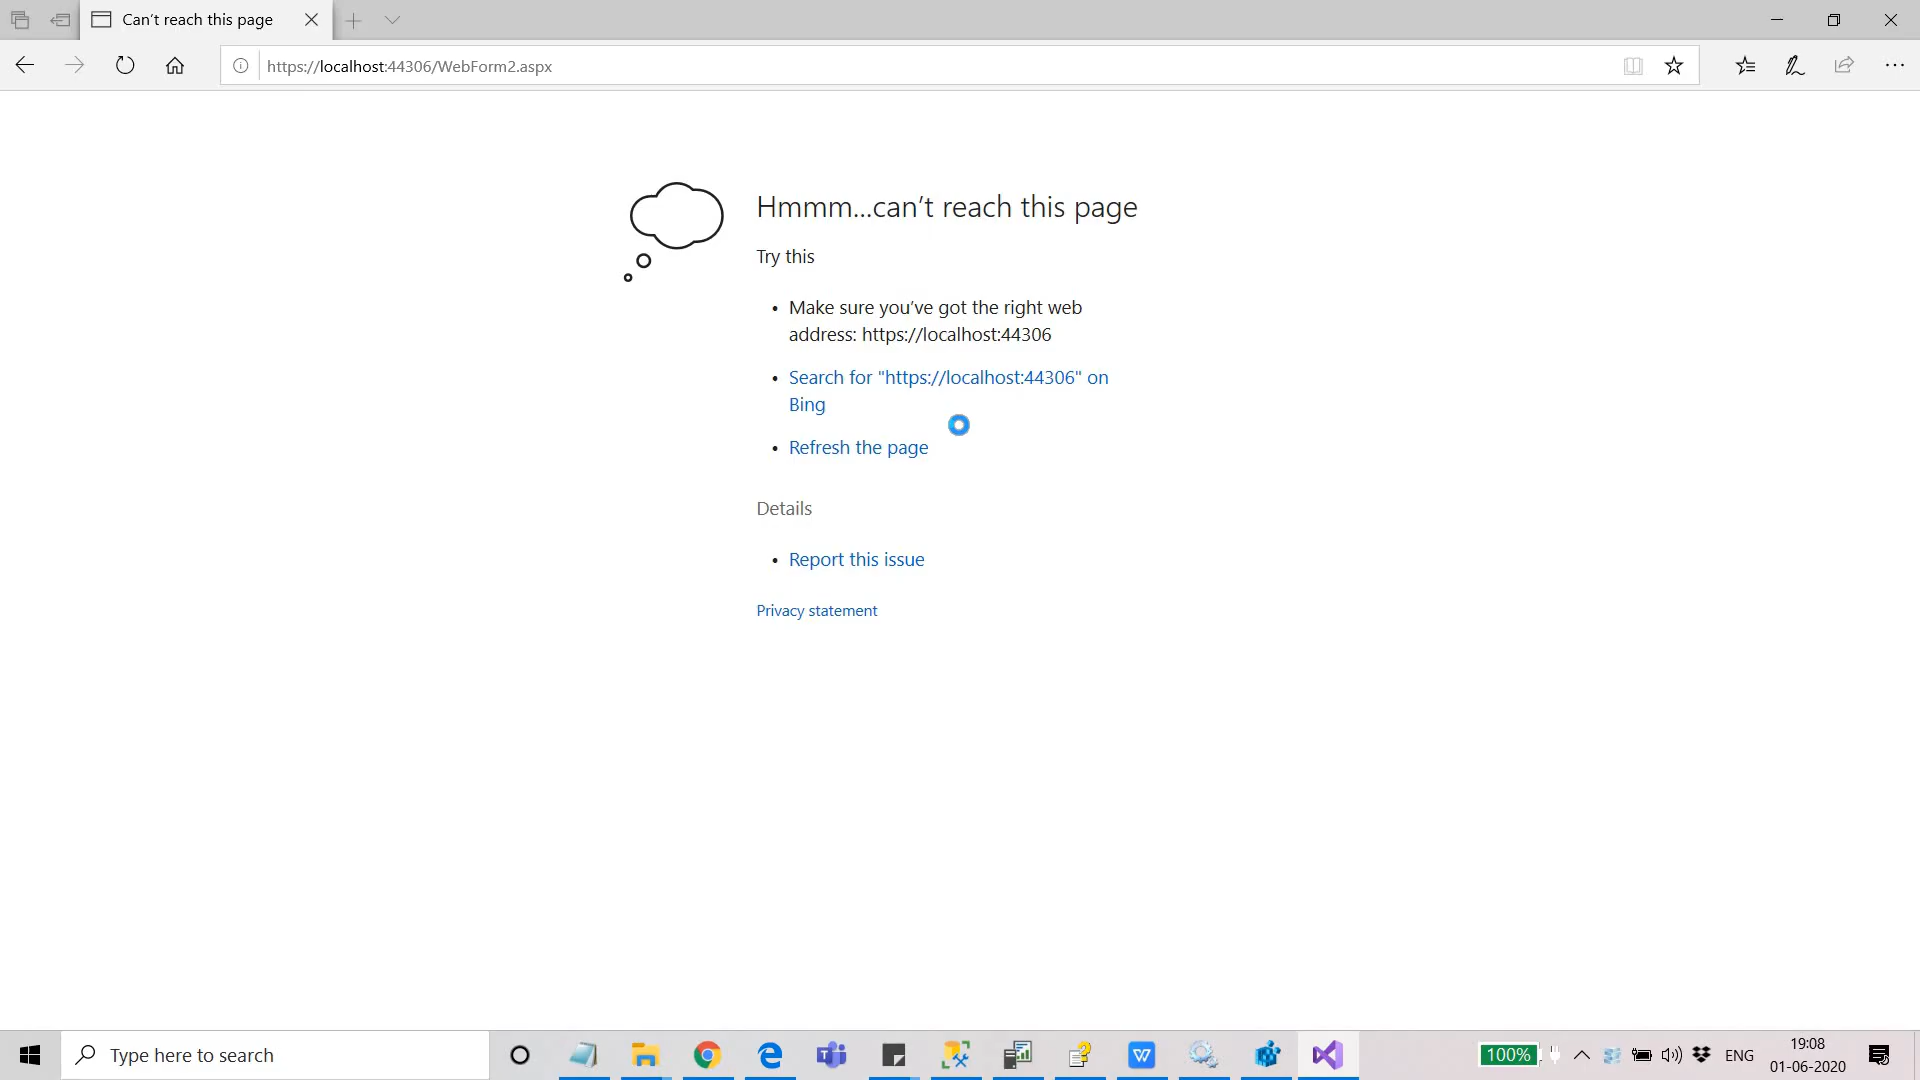 Can't reach this page
https://localhost:44306/WebForm2.aspx
Hmmm...can't reach this page
Try this
• Make sure you've got the right web
address: https://localhost:44306
• Search for "https://localhost:44306" on
Bing
• Refresh the page
Details
• Report this issue
Privacy statement
Type here to search
100%
ENG
19:08
01-06-2020